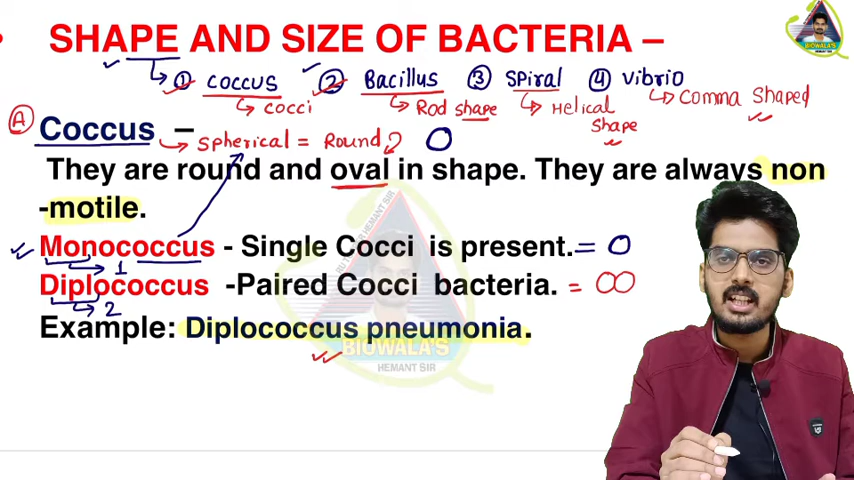 SHAPE AND SIZE OF BACTERIA –
① coccus ② Bacillus ③ Spiral ④ vibrio
cocci Rod shape Helical shape Comma Shaped
A
Coccus –
spherical = Round
They are round and oval in shape. They are always non
-motile.
Monococcus - Single Cocci is present. =
1
Diplococcus -Paired Cocci bacteria. =
2
Example: Diplococcus pneumonia.
BIOWALA'S
HEMANT SIR
BIOWALA'S